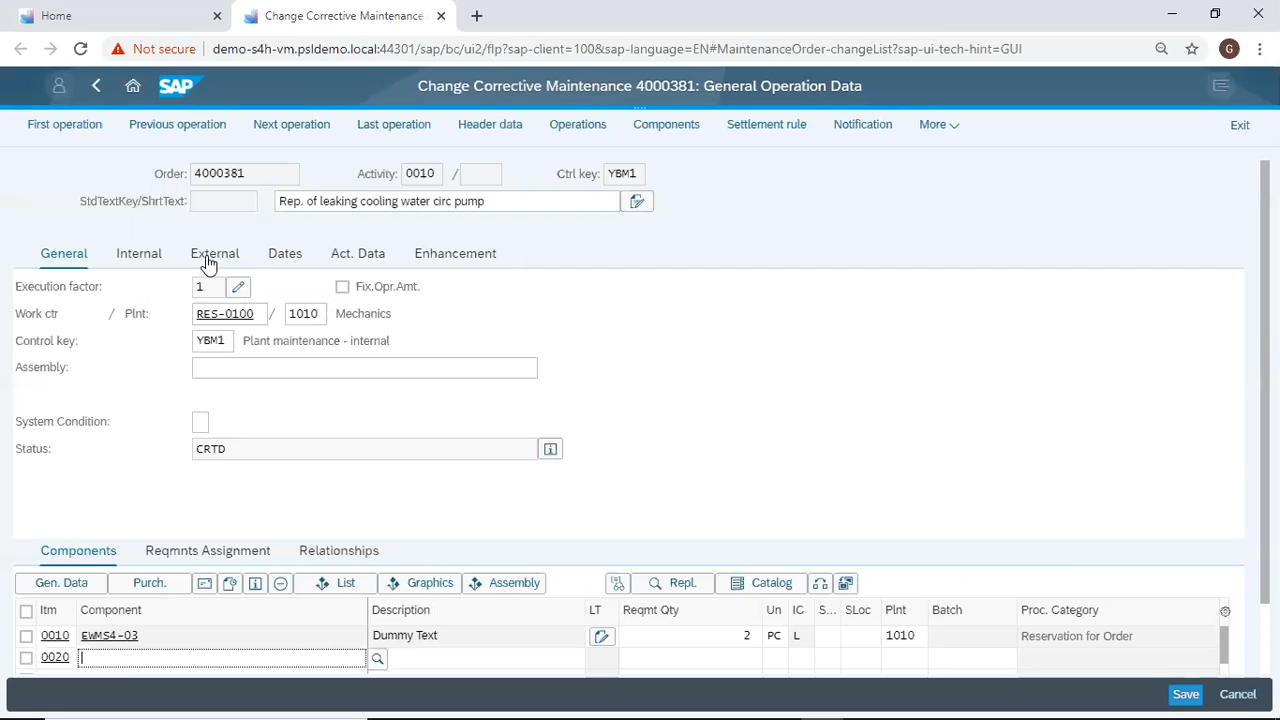 Home
Change Corrective Maintenance
Not secure
demo-s4h-vm.psldemo.local:44301/sap/bc/ui2/flp?sap-client=100&sap-language=EN#MaintenanceOrder-changeList?sap-ui-tech-hint=GUI
G
SAP
Change Corrective Maintenance 4000381: General Operation Data
First operation Previous operation Next operation Last operation Header data Operations Components Settlement rule Notification More Exit
Order: 4000381 Activity: 0010 / Ctrl key: YBM1
StdTextKey/ShrtText: Rep. of leaking cooling water circ pump
General Internal External Dates Act. Data Enhancement
Execution factor: 1 Fix.Opr.Amt.
Work ctr / Plnt: RES-0100 / 1010 Mechanics
Control key: YBM1 Plant maintenance - internal
Assembly:
System Condition:
Status: CRTD
Components Reqmnts Assignment Relationships
Gen. Data Purch. List Graphics Assembly Repl. Catalog
Itm Component Description LT Reqmt Qty Un IC S... SLoc Plnt Batch Proc. Category
0010 EWMS4-03 Dummy Text 2 PC L 1010 Reservation for Order
0020
Save Cancel